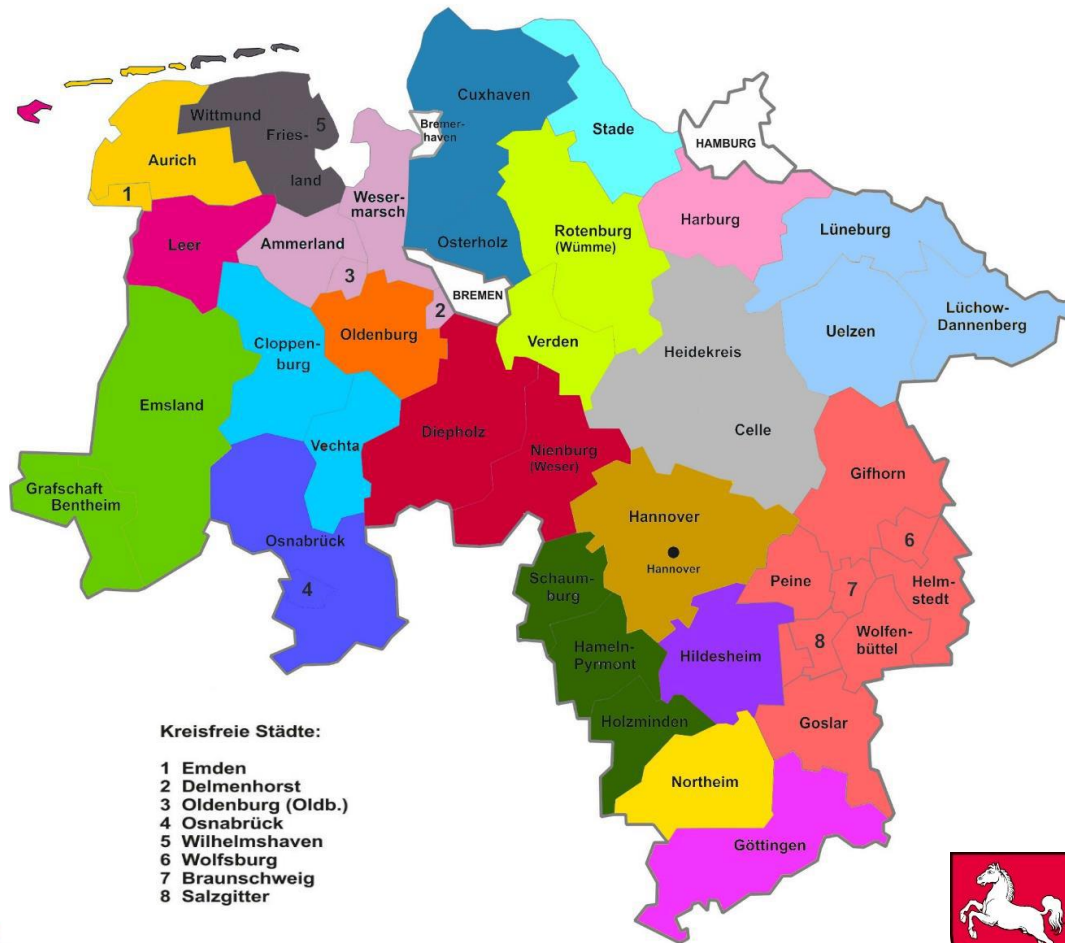 Cuxhaven
Wittmund
5
Bremer-
haven
Stade
Fries-
HAMBURG
Aurich
land
1
Weser-
marsch
Harburg
Leer
Ammerland
Osterholz
Rotenburg
(Wümme)
Lüneburg
3
BREMEN
2
Oldenburg
Verden
Uelzen
Lüchow-
Dannenberg
Cloppen-
burg
Heidekreis
Emsland
Vechta
Diepholz
Celle
Nienburg
(Weser)
Gifhorn
Grafschaft
Bentheim
Hannover
Osnabrück
6
Hannover
4
Schaum-
burg
Peine
7
Helm-
stedt
8
Wolfen-
büttel
Hameln-
Pyrmont
Hildesheim
Holzminden
Goslar
Northeim
Göttingen
Kreisfreie Städte:
1 Emden
2 Delmenhorst
3 Oldenburg (Oldb.)
4 Osnabrück
5 Wilhelmshaven
6 Wolfsburg
7 Braunschweig
8 Salzgitter